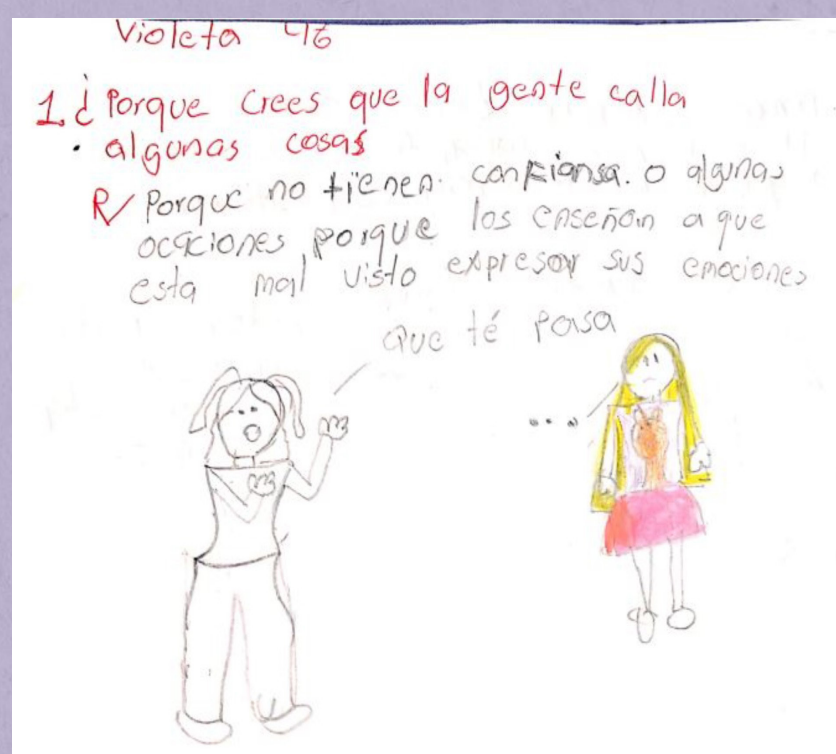 Violeta 46
1. ¿Porque crees que la gente calla
algunas cosas
R/ Porque no tienen. confiansa. o algunas
ocaciones, porque los enseñan a que
esta mal visto expresar sus emociones
que té pasa
...